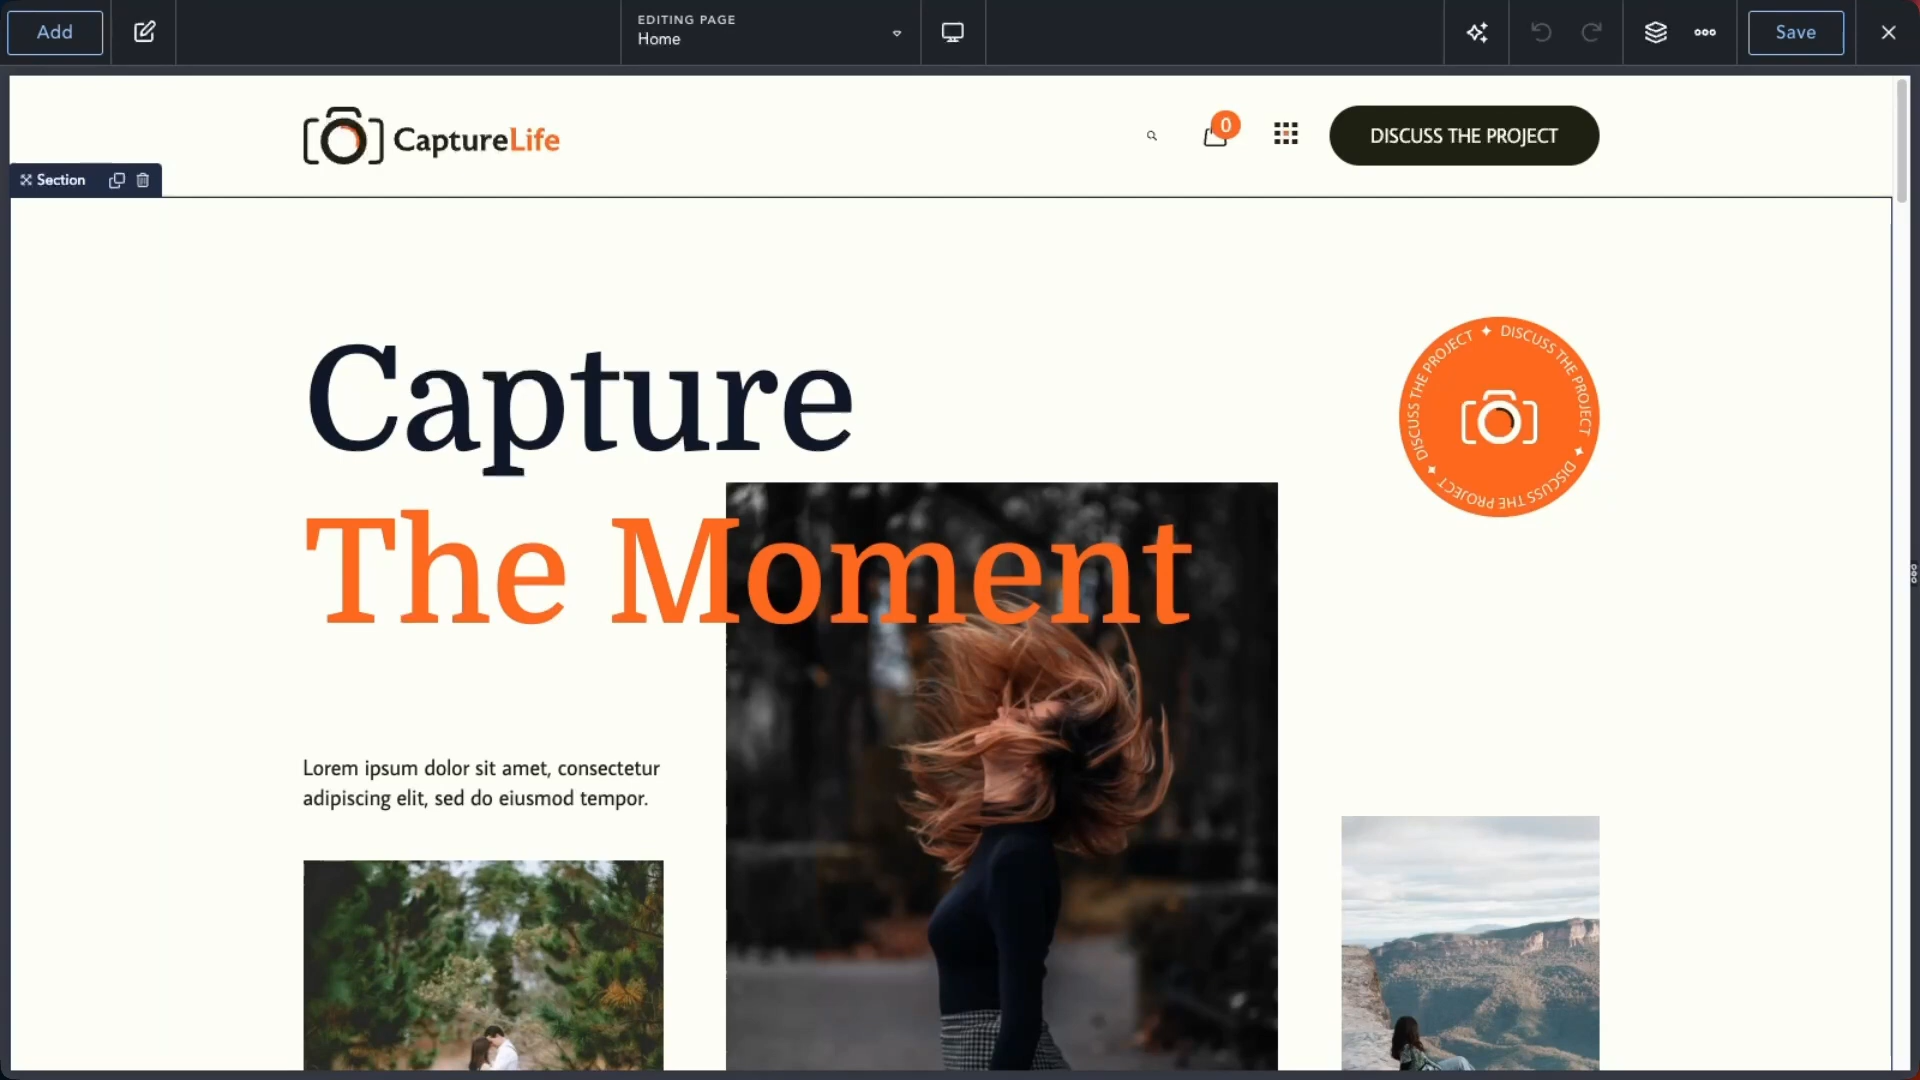 Add
EDITING PAGE
Home
Save
CaptureLife
0
DISCUSS THE PROJECT
Section
Capture
The Moment
DISCUSS THE PROJECT ✦ DISCUSS THE PROJECT ✦ DISCUSS THE PROJECT ✦
Lorem ipsum dolor sit amet, consectetur
adipiscing elit, sed do eiusmod tempor.